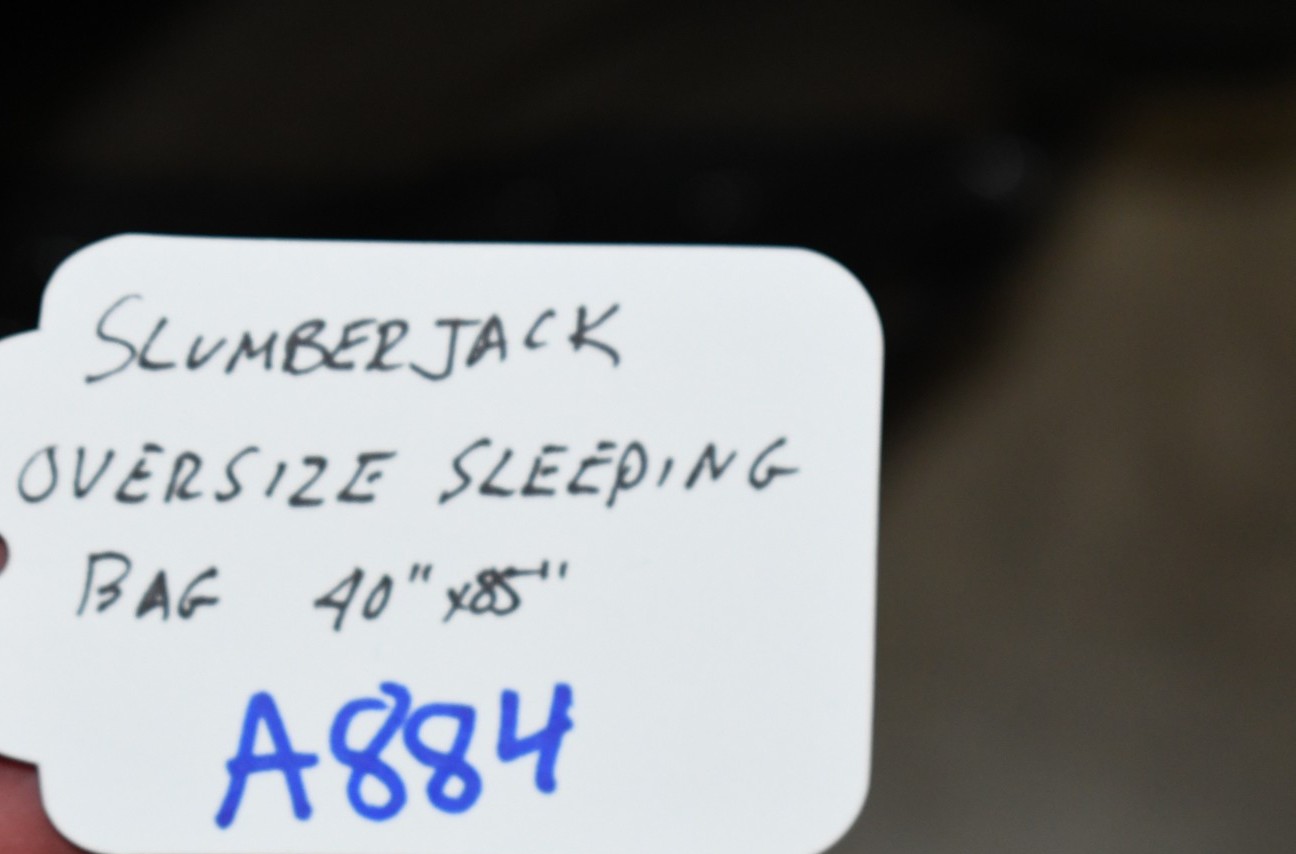 SLUMBERJACK
OVERSIZE SLEEPING
BAG 40" x85"
A884